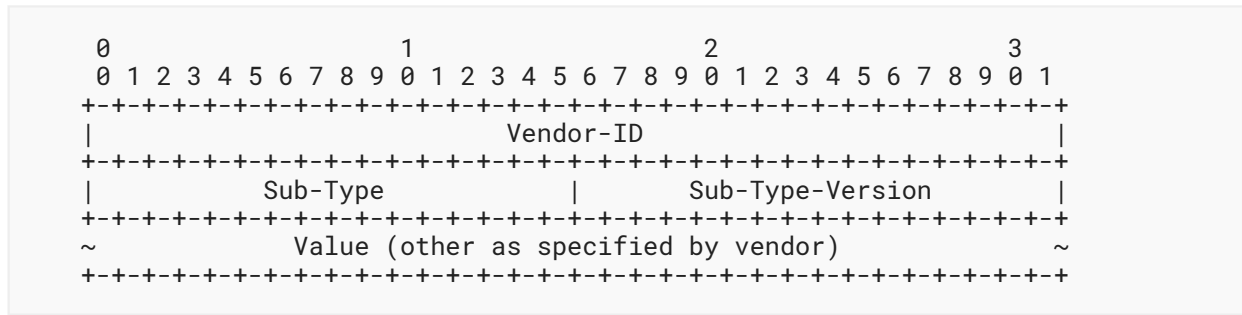 0                   1                   2                   3
 0 1 2 3 4 5 6 7 8 9 0 1 2 3 4 5 6 7 8 9 0 1 2 3 4 5 6 7 8 9 0 1
+-+-+-+-+-+-+-+-+-+-+-+-+-+-+-+-+-+-+-+-+-+-+-+-+-+-+-+-+-+-+-+-+
|                           Vendor-ID                           |
+-+-+-+-+-+-+-+-+-+-+-+-+-+-+-+-+-+-+-+-+-+-+-+-+-+-+-+-+-+-+-+-+
|           Sub-Type            |       Sub-Type-Version        |
+-+-+-+-+-+-+-+-+-+-+-+-+-+-+-+-+-+-+-+-+-+-+-+-+-+-+-+-+-+-+-+-+
~             Value (other as specified by vendor)              ~
+-+-+-+-+-+-+-+-+-+-+-+-+-+-+-+-+-+-+-+-+-+-+-+-+-+-+-+-+-+-+-+-+